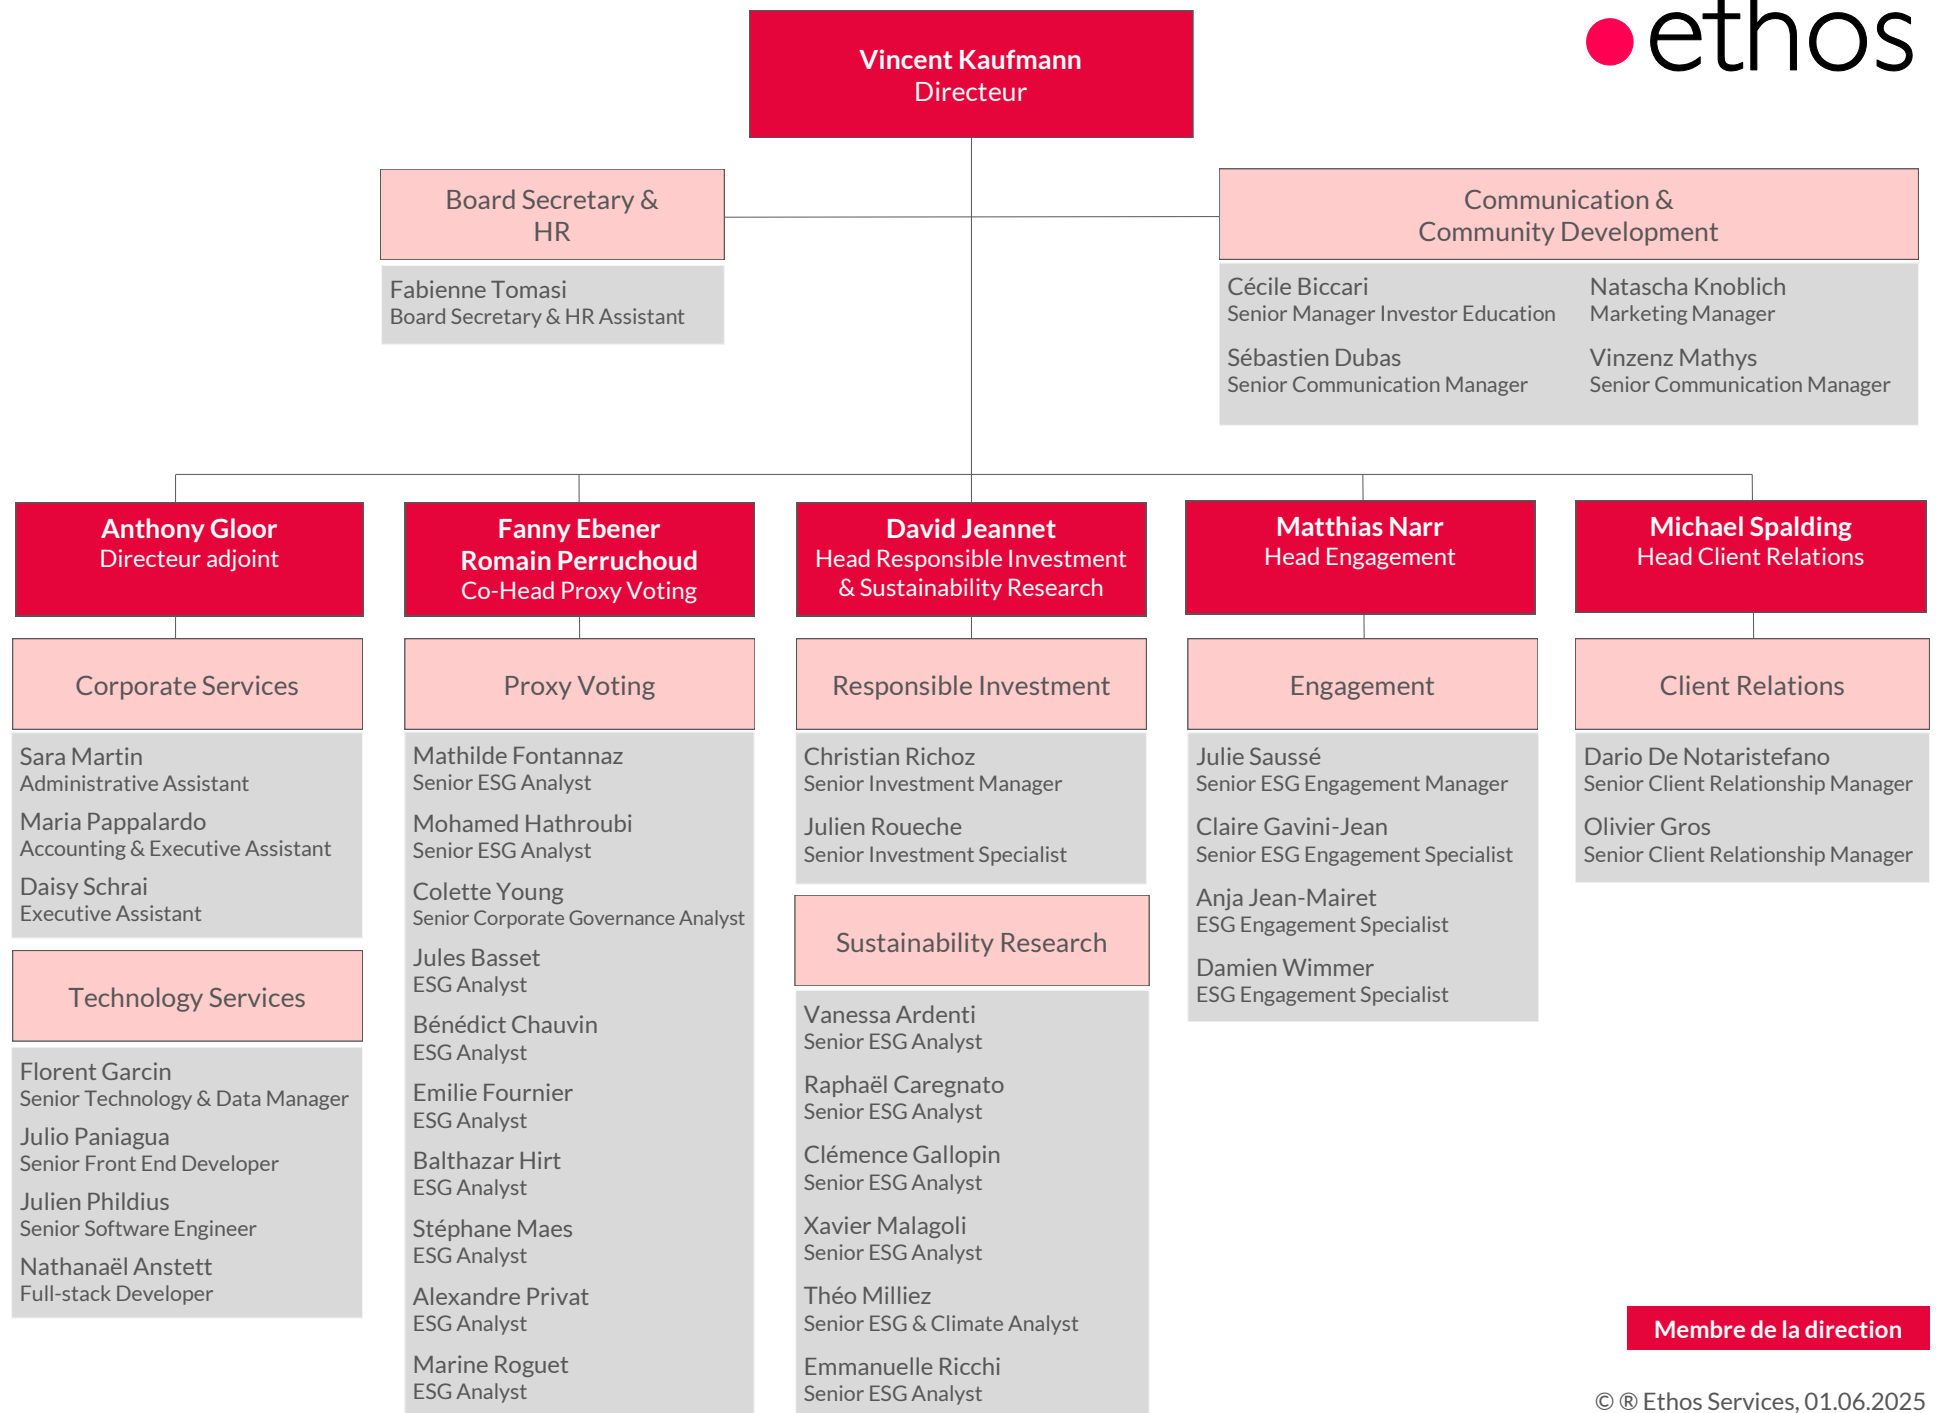 ethos
Vincent Kaufmann
Directeur
Board Secretary &
HR
Fabienne Tomasi
Board Secretary & HR Assistant
Communication &
Community Development
Cécile Biccari
Senior Manager Investor Education
Sébastien Dubas
Senior Communication Manager
Natascha Knoblich
Marketing Manager
Vinzenz Mathys
Senior Communication Manager
Anthony Gloor
Directeur adjoint
Corporate Services
Sara Martin
Administrative Assistant
Maria Pappalardo
Accounting & Executive Assistant
Daisy Schrai
Executive Assistant
Technology Services
Florent Garcin
Senior Technology & Data Manager
Julio Paniagua
Senior Front End Developer
Julien Phildius
Senior Software Engineer
Nathanaël Anstett
Full-stack Developer
Fanny Ebener
Romain Perruchoud
Co-Head Proxy Voting
Proxy Voting
Mathilde Fontannaz
Senior ESG Analyst
Mohamed Hathroubi
Senior ESG Analyst
Colette Young
Senior Corporate Governance Analyst
Jules Basset
ESG Analyst
Bénédict Chauvin
ESG Analyst
Emilie Fournier
ESG Analyst
Balthazar Hirt
ESG Analyst
Stéphane Maes
ESG Analyst
Alexandre Privat
ESG Analyst
Marine Roguet
ESG Analyst
David Jeannet
Head Responsible Investment
& Sustainability Research
Responsible Investment
Christian Richoz
Senior Investment Manager
Julien Roueche
Senior Investment Specialist
Sustainability Research
Vanessa Ardenti
Senior ESG Analyst
Raphaël Caregnato
Senior ESG Analyst
Clémence Gallopin
Senior ESG Analyst
Xavier Malagoli
Senior ESG Analyst
Théo Milliez
Senior ESG & Climate Analyst
Emmanuelle Ricchi
Senior ESG Analyst
Matthias Narr
Head Engagement
Engagement
Julie Saussé
Senior ESG Engagement Manager
Claire Gavini-Jean
Senior ESG Engagement Specialist
Anja Jean-Mairet
ESG Engagement Specialist
Damien Wimmer
ESG Engagement Specialist
Michael Spalding
Head Client Relations
Client Relations
Dario De Notaristefano
Senior Client Relationship Manager
Olivier Gros
Senior Client Relationship Manager
Membre de la direction
© ® Ethos Services, 01.06.2025